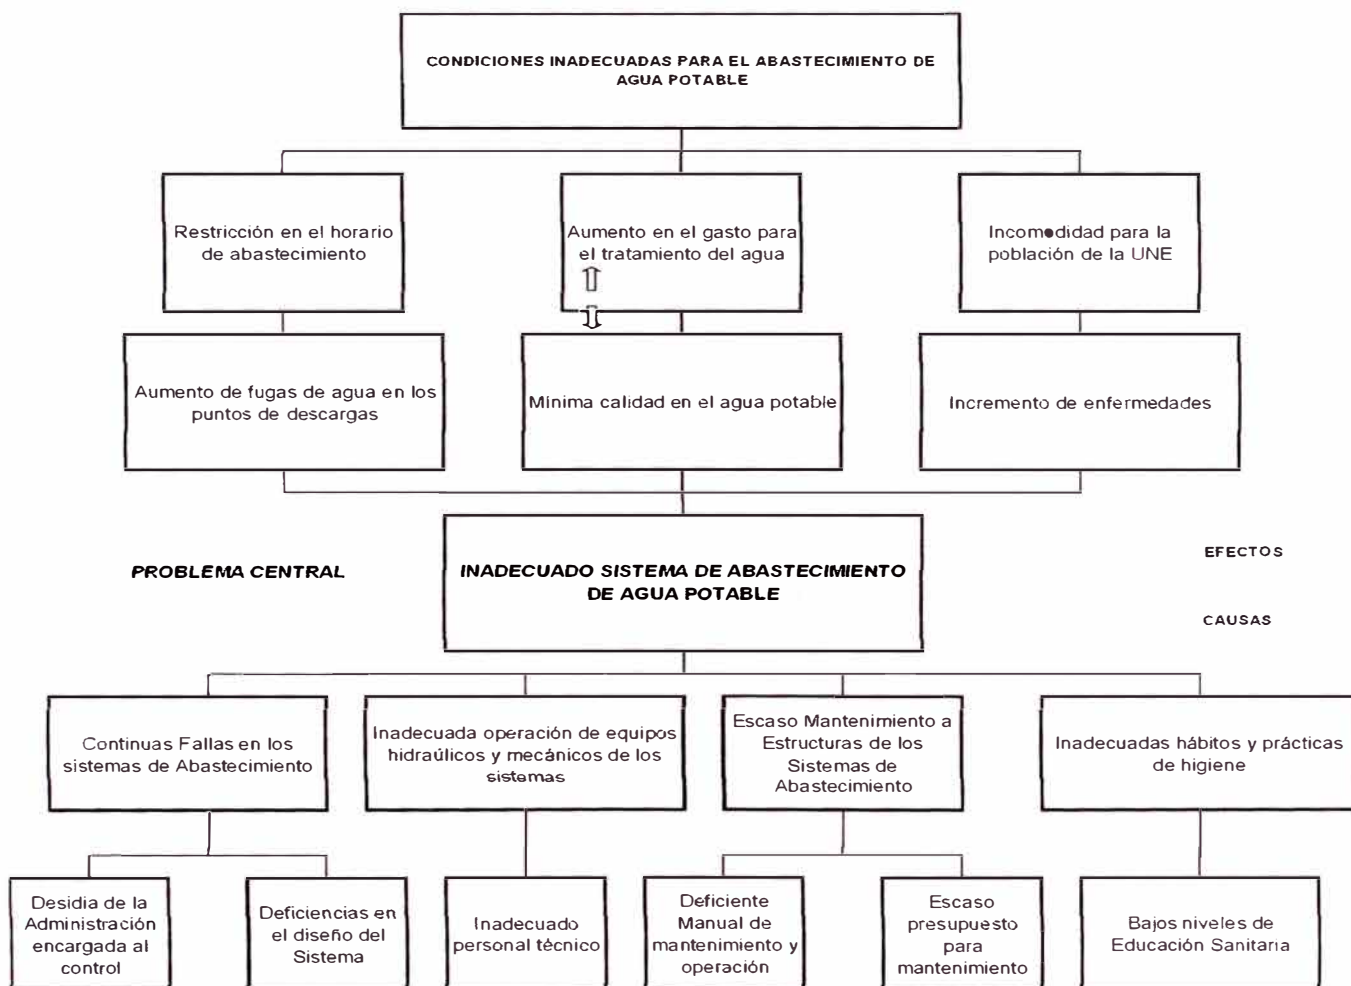 CONDICIONES INADECUADAS PARA EL ABASTECIMIENTO DE
AGUA POTABLE
Restricción en el horario
de abastecimiento
Aumento en el gasto para
el tratamiento del agua
Incomodidad para la
población de la UNE
Aumento de fugas de agua en los
puntos de descargas
Mínima calidad en el agua potable
Incremento de enfermedades
PROBLEMA CENTRAL
INADECUADO SISTEMA DE ABASTECIMIENTO
DE AGUA POTABLE
EFECTOS
CAUSAS
Continuas Fallas en los
sistemas de Abastecimiento
Inadecuada operación de equipos
hidraúlicos y mecánicos de los
sistemas
Escaso Mantenimiento a
Estructuras de los
Sistemas de
Abastecimiento
Inadecuadas hábitos y prácticas
de higiene
Desidia de la
Administración
encargada al
control
Deficiencias en
el diseño del
Sistema
Inadecuado
personal técnico
Deficiente
Manual de
mantenimiento y
operación
Escaso
presupuesto
para
mantenimiento
Bajos niveles de
Educación Sanitaria